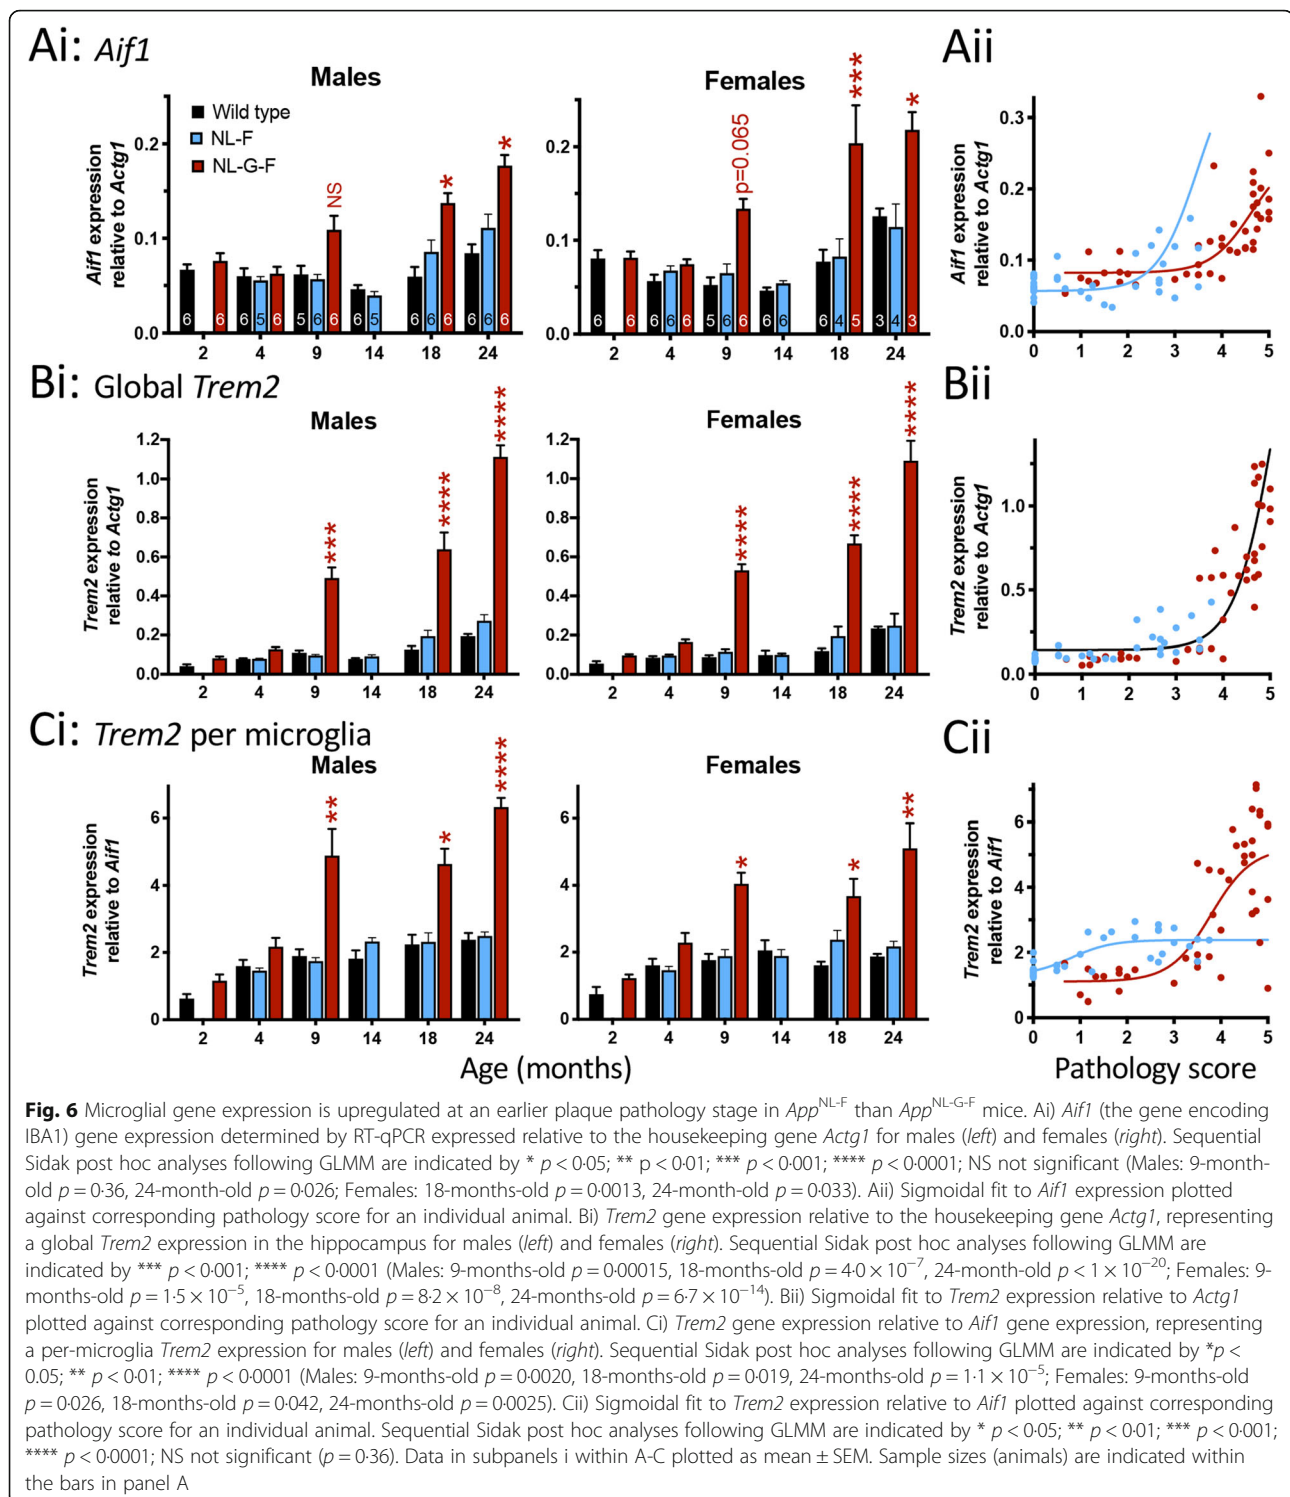 Ai: Aif1
Males
Females
Aii
Wild type
NL-F
NL-G-F
Aif1 expression
relative to Actg1
0.2
0.1
0.0
NS
*
*
6 6 6 5 6 5 6 6 6 5 6 6 6 6 6 6
2 4 9 14 18 24
0.2
0.1
0.0
p=0.065
***
*
6 6 6 6 6 5 6 6 6 6 6 4 5 3 4 3
2 4 9 14 18 24
Aif1 expression
relative to Actg1
0.3
0.2
0.1
0.0
0 1 2 3 4 5
Bi: Global Trem2
Males
Females
Bii
Trem2 expression
relative to Actg1
1.2
1.0
0.8
0.6
0.4
0.2
0.0
***
****
****
2 4 9 14 18 24
1.2
1.0
0.8
0.6
0.4
0.2
0.0
****
****
****
2 4 9 14 18 24
Trem2 expression
relative to Actg1
1.0
0.5
0.0
0 1 2 3 4 5
Ci: Trem2 per microglia
Males
Females
Cii
Trem2 expression
relative to Aif1
6
4
2
0
**
*
****
2 4 9 14 18 24
6
4
2
0
*
*
**
2 4 9 14 18 24
Trem2 expression
relative to Aif1
6
4
2
0
0 1 2 3 4 5
Age (months)
Pathology score
Fig. 6 Microglial gene expression is upregulated at an earlier plaque pathology stage in App^NL-F than App^NL-G-F mice. Ai) Aif1 (the gene encoding
IBA1) gene expression determined by RT-qPCR expressed relative to the housekeeping gene Actg1 for males (left) and females (right). Sequential
Sidak post hoc analyses following GLMM are indicated by * p < 0·05; ** p < 0.01; *** p < 0.001; **** p < 0.0001; NS not significant (Males: 9-month-
old p = 0·36, 24-month-old p = 0·026; Females: 18-months-old p = 0·0013, 24-month-old p = 0·033). Aii) Sigmoidal fit to Aif1 expression plotted
against corresponding pathology score for an individual animal. Bi) Trem2 gene expression relative to the housekeeping gene Actg1, representing
a global Trem2 expression in the hippocampus for males (left) and females (right). Sequential Sidak post hoc analyses following GLMM are
indicated by *** p < 0·001; **** p < 0·0001 (Males: 9-months-old p = 0·00015, 18-months-old p = 4·0 × 10⁻⁷, 24-month-old p < 1 × 10⁻²⁰; Females: 9-
months-old p = 1·5 × 10⁻⁵, 18-months-old p = 8·2 × 10⁻⁸, 24-months-old p = 6·7 × 10⁻¹⁴). Bii) Sigmoidal fit to Trem2 expression relative to Actg1
plotted against corresponding pathology score for an individual animal. Ci) Trem2 gene expression relative to Aif1 gene expression, representing
a per-microglia Trem2 expression for males (left) and females (right). Sequential Sidak post hoc analyses following GLMM are indicated by *p <
0.05; ** p < 0·01; **** p < 0·0001 (Males: 9-months-old p = 0·0020, 18-months-old p = 0·019, 24-month-old p = 1·1 × 10⁻⁵; Females: 9-months-old
p = 0·026, 18-months-old p = 0·042, 24-months-old p = 0·0025). Cii) Sigmoidal fit to Trem2 expression relative to Aif1 plotted against corresponding
pathology score for an individual animal. Sequential Sidak post hoc analyses following GLMM are indicated by * p < 0·05; ** p < 0.01; *** p < 0·001;
**** p < 0·0001; NS not significant (p = 0·36). Data in subpanels i within A-C plotted as mean ± SEM. Sample sizes (animals) are indicated within
the bars in panel A